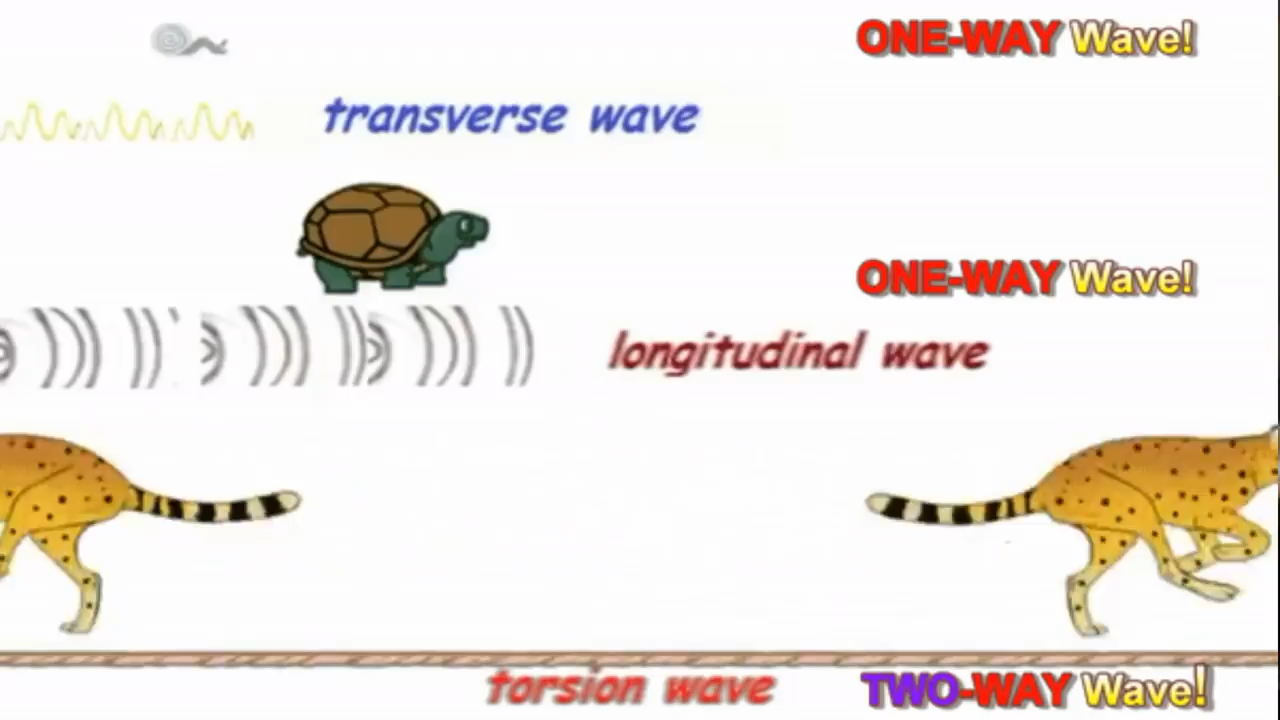 ONE-WAY Wave!
transverse wave
ONE-WAY Wave!
longitudinal wave
torsion wave
TWO-WAY Wave!